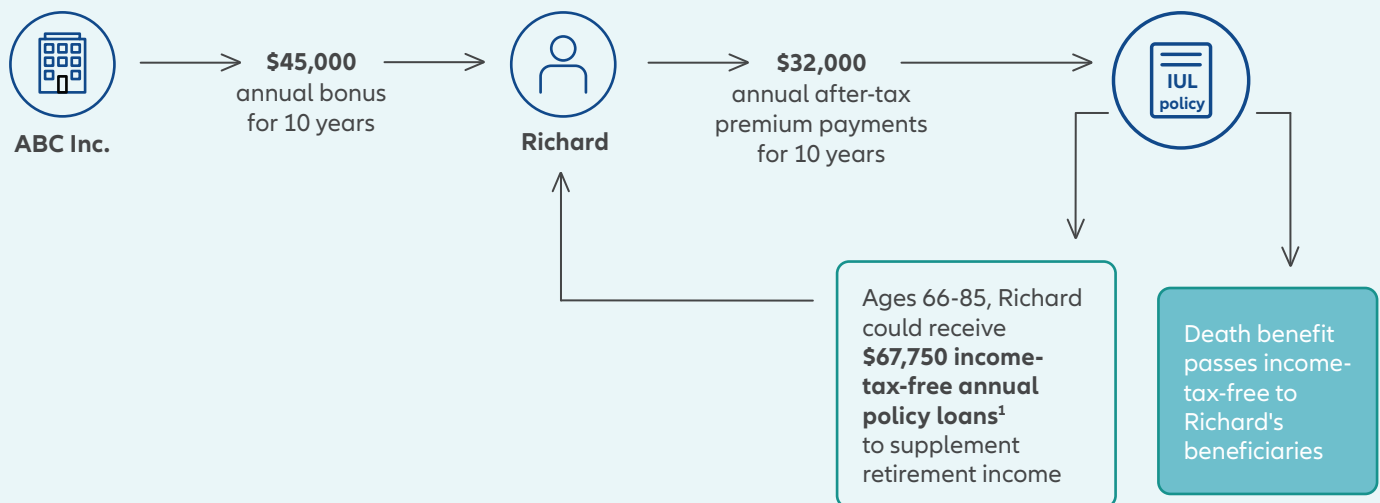 ABC Inc.
$45,000
annual bonus
for 10 years
Richard
$32,000
annual after-tax
premium payments
for 10 years
IUL
policy
Ages 66-85, Richard
could receive
$67,750 income-
tax-free annual
policy loans¹
to supplement
retirement income
Death benefit
passes income-
tax-free to
Richard's
beneficiaries